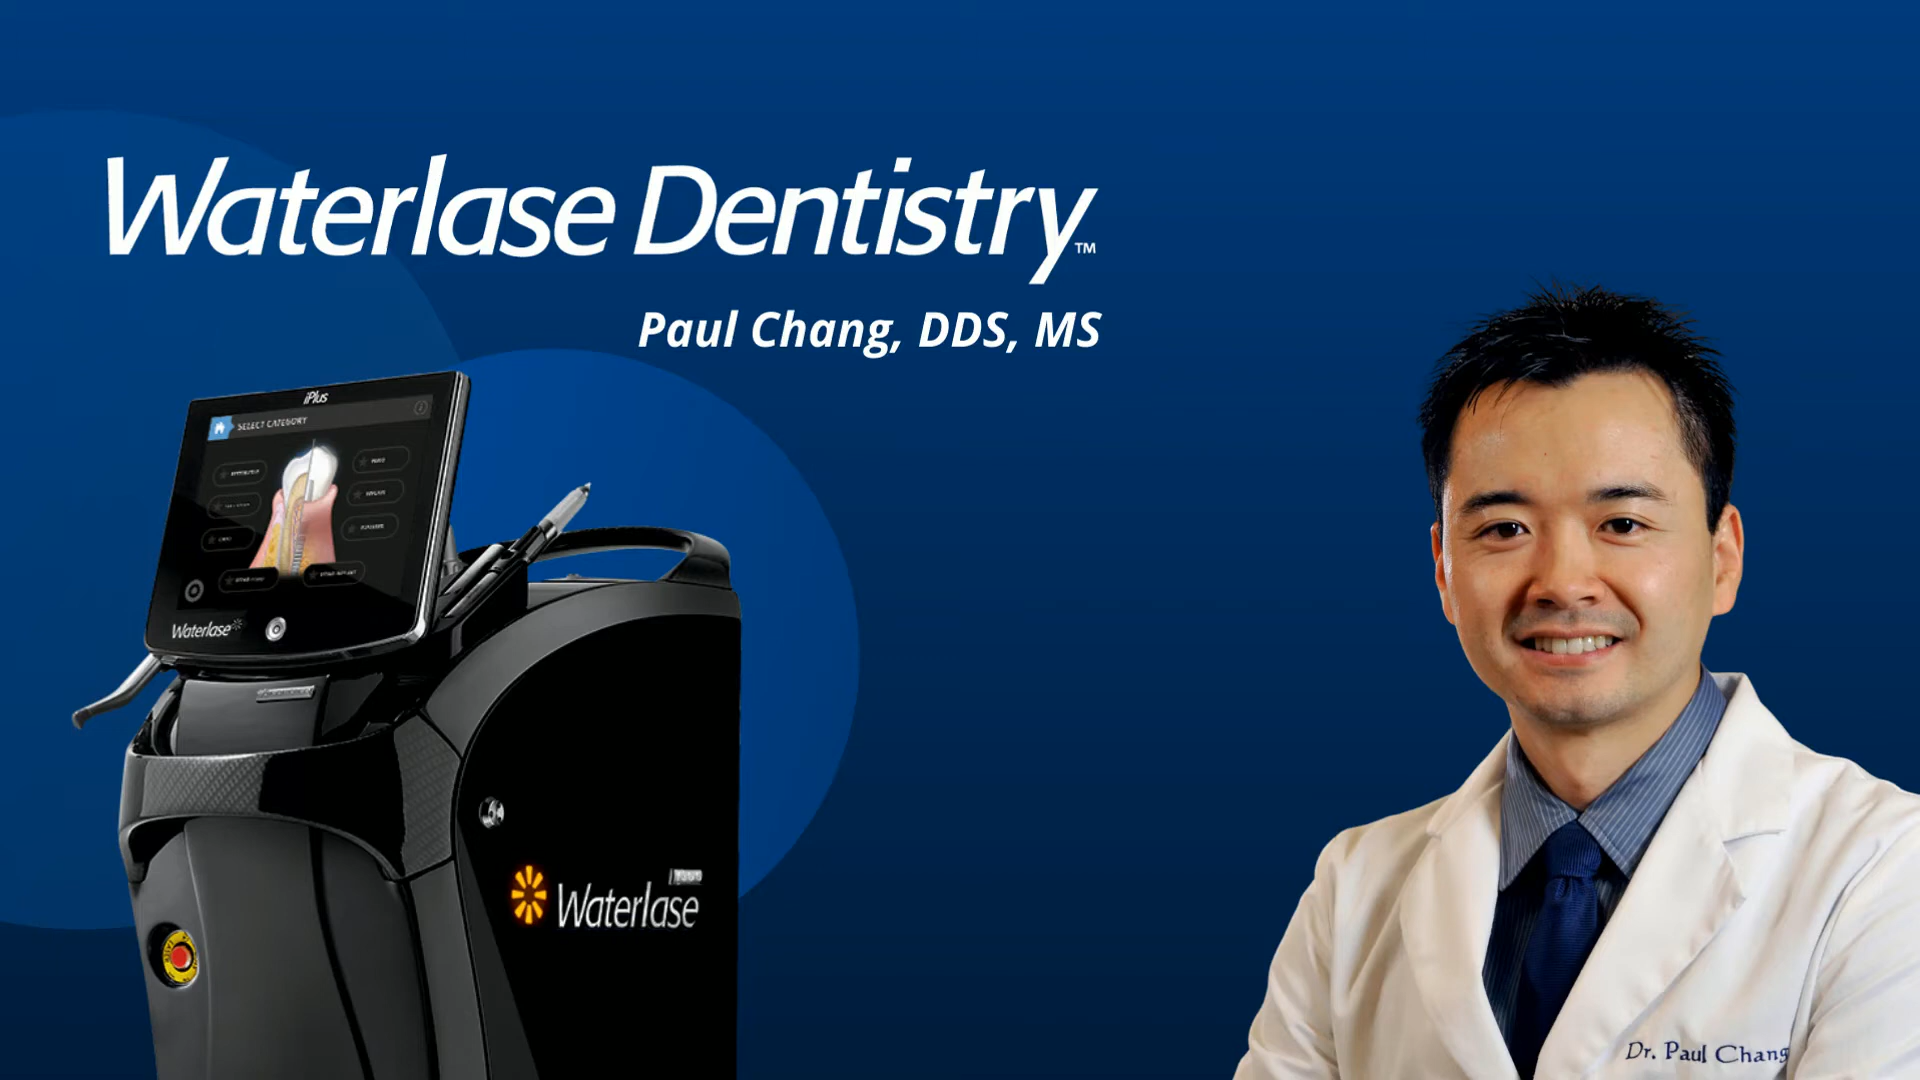 Waterlase Dentistry™
Paul Chang, DDS, MS
iPlus
SELECT CATEGORY
Waterlase
Waterlase
Dr. Paul Chang